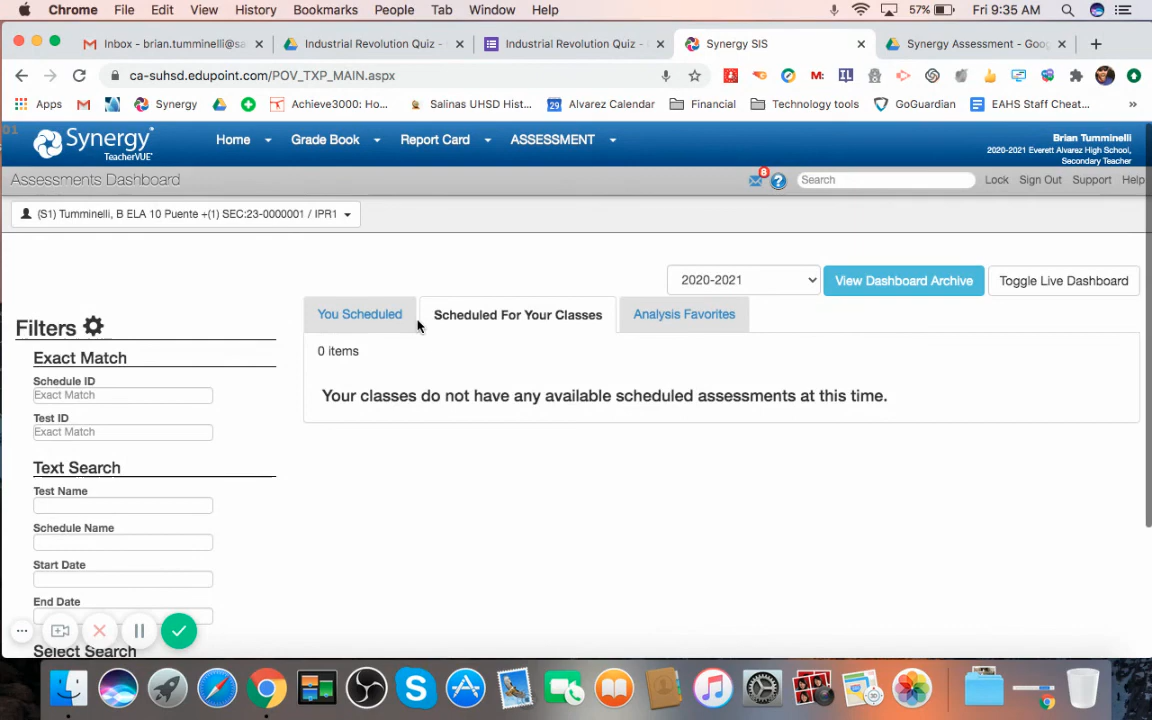 Chrome File Edit View History Bookmarks People Tab Window Help 57% Fri 9:35 AM
Inbox - brian.tumminelli@sa Industrial Revolution Quiz - Industrial Revolution Quiz - Synergy SIS Synergy Assessment - Goog
ca-suhsd.edupoint.com/POV_TXP_MAIN.aspx
Apps Synergy Achieve3000: Ho... Salinas UHSD Hist... Alvarez Calendar Financial Technology tools GoGuardian EAHS Staff Cheat... »
Synergy Home Grade Book Report Card ASSESSMENT Brian Tumminelli
TeacherVUE 2020-2021 Everett Alvarez High School,
Secondary Teacher
Assessments Dashboard 8 ? Search Lock Sign Out Support Help
(S1) Tumminelli, B ELA 10 Puente +(1) SEC:23-0000001 / IPR1
2020-2021 View Dashboard Archive Toggle Live Dashboard
You Scheduled Scheduled For Your Classes Analysis Favorites
Filters
0 items
Exact Match
Schedule ID
Exact Match
Your classes do not have any available scheduled assessments at this time.
Test ID
Exact Match
Text Search
Test Name
Schedule Name
Start Date
End Date
Select Search